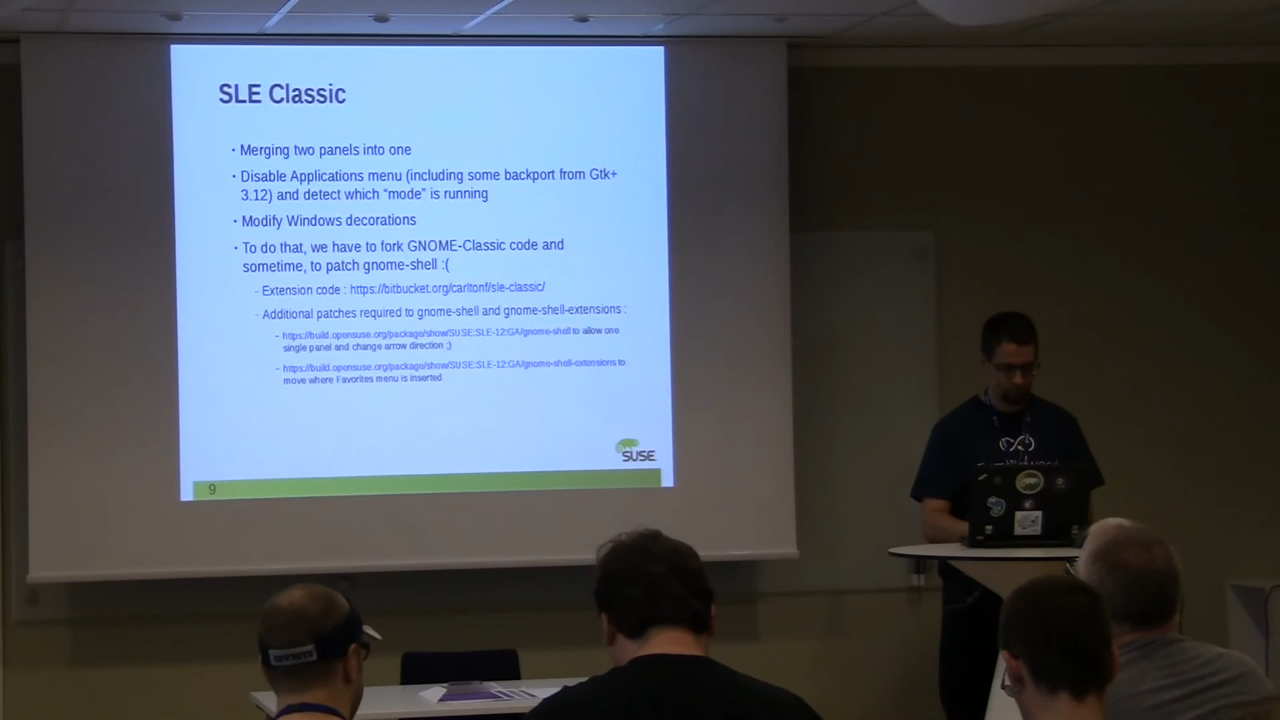 SLE Classic
· Merging two panels into one
· Disable Applications menu (including some backport from Gtk+
3.12) and detect which “mode” is running
· Modify Windows decorations
· To do that, we have to fork GNOME-Classic code and
sometime, to patch gnome-shell :(
– Extension code : https://bitbucket.org/carltonf/sle-classic/
– Additional patches required to gnome-shell and gnome-shell-extensions :
– https://build.opensuse.org/package/show/SUSE:SLE-12:GA/gnome-shell to allow one
single panel and change arrow direction ;)
– https://build.opensuse.org/package/show/SUSE:SLE-12:GA/gnome-shell-extensions to
move where Favorites menu is inserted
SUSE
9
COWBOYS